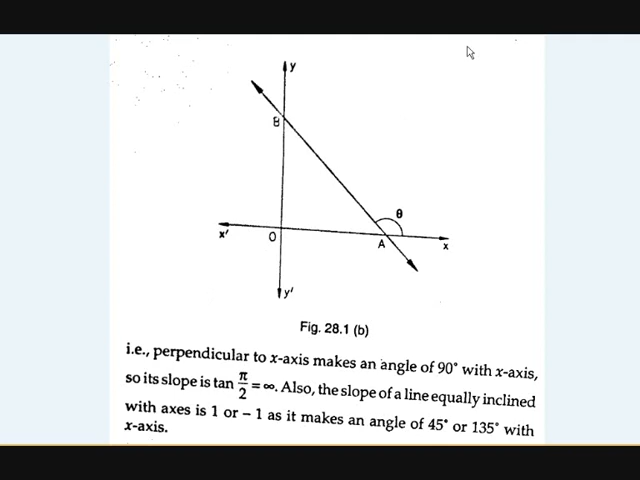 y
B
θ
x'
O
A
x
y'
Fig. 28.1 (b)
i.e., perpendicular to x-axis makes an angle of 90° with x-axis,
so its slope is tan π/2 = ∞. Also, the slope of a line equally inclined
with axes is 1 or – 1 as it makes an angle of 45° or 135° with
x-axis.